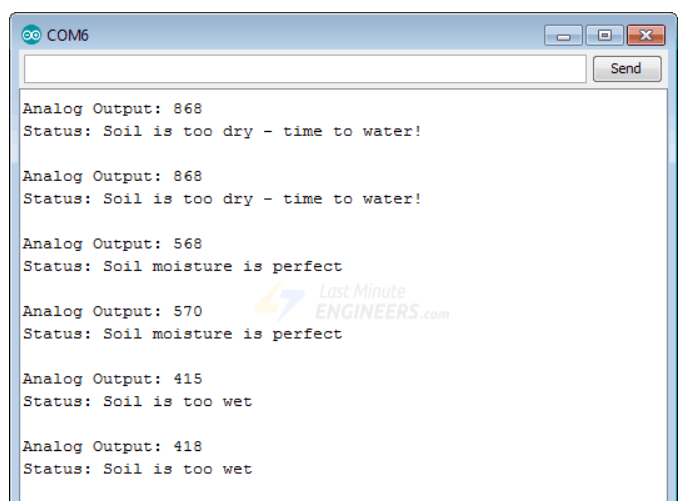 COM6
Send
Analog Output: 868
Status: Soil is too dry - time to water!
Analog Output: 868
Status: Soil is too dry - time to water!
Analog Output: 568
Status: Soil moisture is perfect
Last Minute
ENGINEERS.com
Analog Output: 570
Status: Soil moisture is perfect
Analog Output: 415
Status: Soil is too wet
Analog Output: 418
Status: Soil is too wet